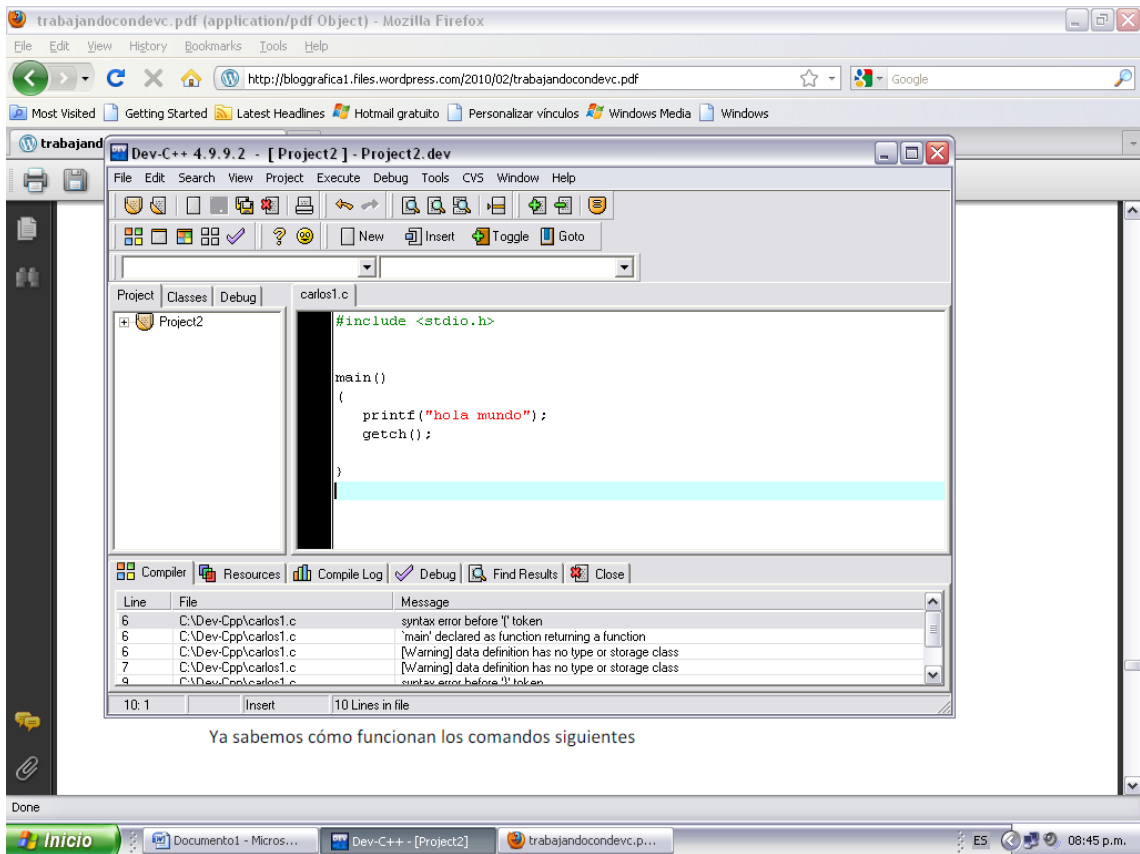 trabajandocondevc.pdf (application/pdf Object) - Mozilla Firefox
File Edit View History Bookmarks Tools Help
http://bloggrafica1.files.wordpress.com/2010/02/trabajandocondevc.pdf Google
Most Visited Getting Started Latest Headlines Hotmail gratuito Personalizar vínculos Windows Media Windows
trabajand
Dev-C++ 4.9.9.2 - [ Project2 ] - Project2.dev
File Edit Search View Project Execute Debug Tools CVS Window Help
New Insert Toggle Goto
Project Classes Debug carlos1.c
Project2
#include <stdio.h>
main()
(
printf("hola mundo");
getch();
}
Compiler Resources Compile Log Debug Find Results Close
Line File Message
6 C:\Dev-Cpp\carlos1.c syntax error before '(' token
6 C:\Dev-Cpp\carlos1.c `main' declared as function returning a function
6 C:\Dev-Cpp\carlos1.c [Warning] data definition has no type or storage class
7 C:\Dev-Cpp\carlos1.c [Warning] data definition has no type or storage class
9 C:\Dev-Cpp\carlos1.c syntax error before '}' token
10: 1 Insert 10 Lines in file
Ya sabemos cómo funcionan los comandos siguientes
Done
Inicio Documento1 - Micros... Dev-C++ - [Project2] trabajandocondevc.p... ES 08:45 p.m.